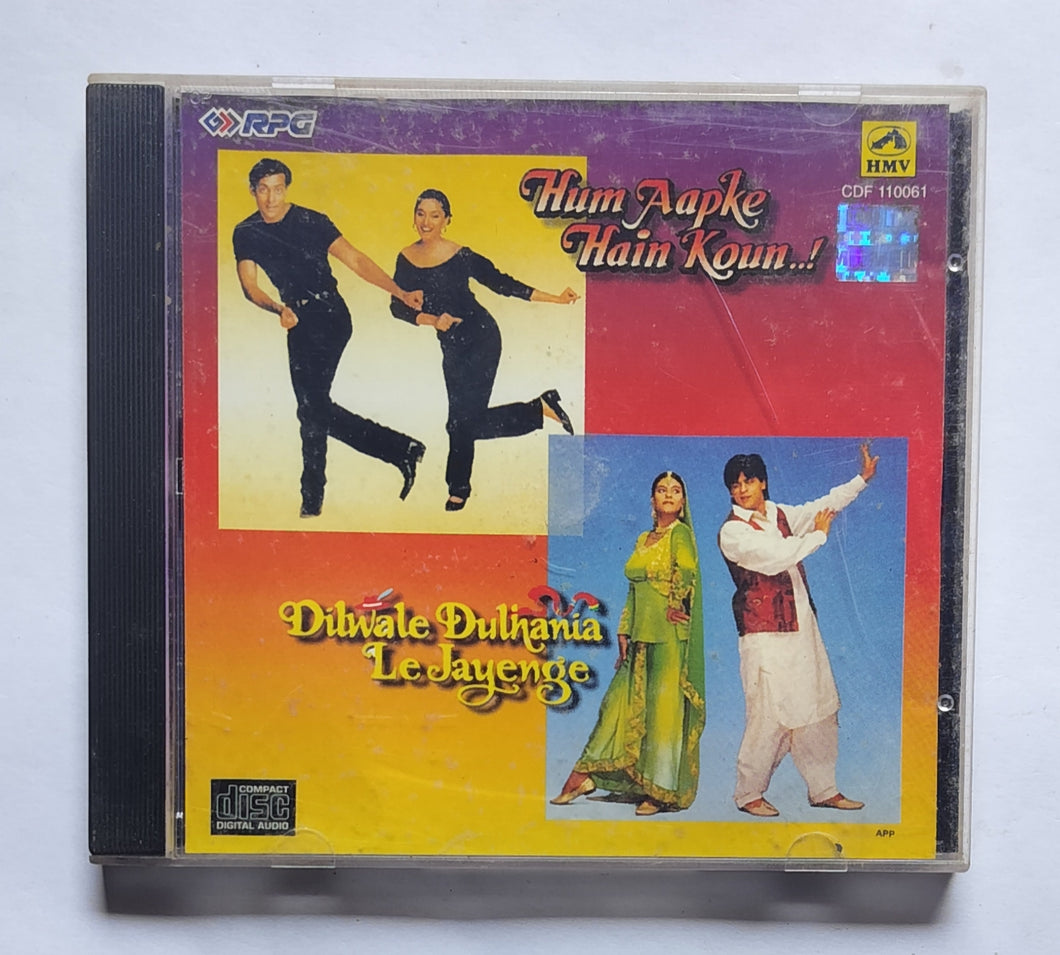 RPG
HMV
CDF 110061
Hum Aapke
Hain Koun..!
Dilwale Dulhania
Le Jayenge
COMPACT
disc
DIGITAL AUDIO
APP